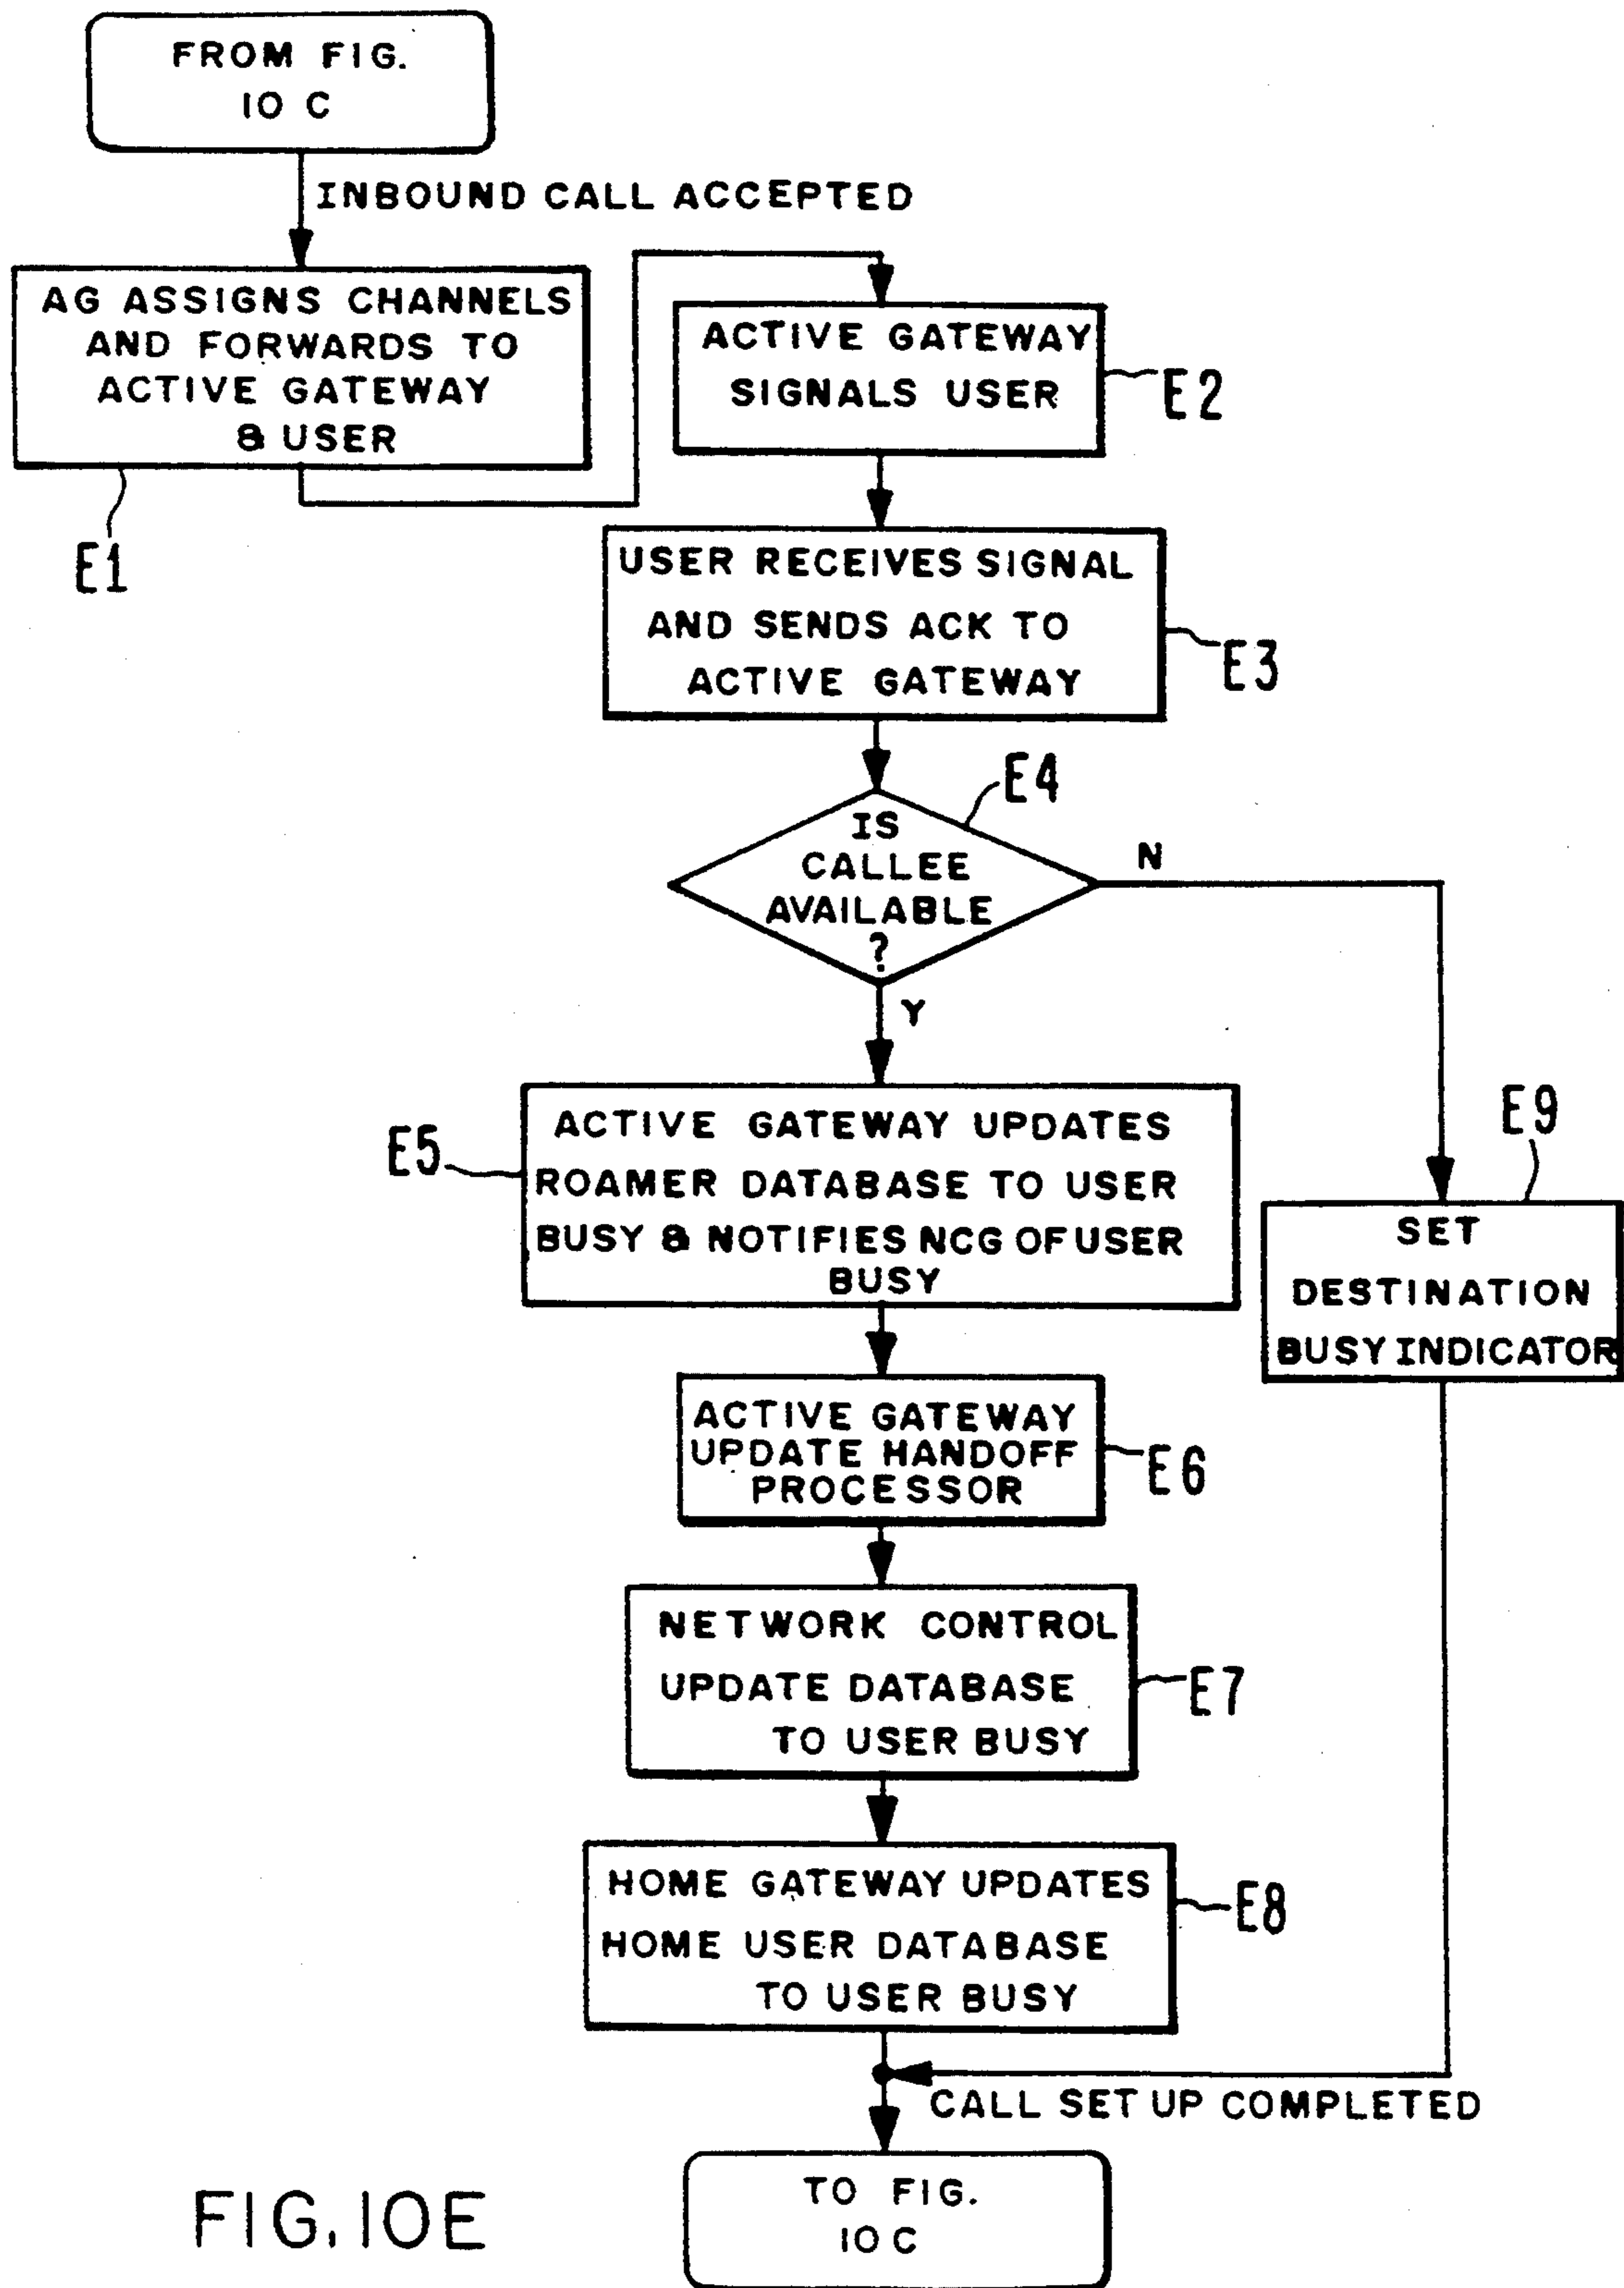 FROM FIG.
10 C
INBOUND CALL ACCEPTED
AG ASSIGNS CHANNELS
AND FORWARDS TO
ACTIVE GATEWAY
& USER
E1
ACTIVE GATEWAY
SIGNALS USER
E2
USER RECEIVES SIGNAL
AND SENDS ACK TO
ACTIVE GATEWAY
E3
IS
CALLEE
AVAILABLE
?
E4
N
Y
ACTIVE GATEWAY UPDATES
ROAMER DATABASE TO USER
BUSY & NOTIFIES NCG OF USER
BUSY
E5
E9
SET
DESTINATION
BUSY INDICATOR
ACTIVE GATEWAY
UPDATE HANDOFF
PROCESSOR
E6
NETWORK CONTROL
UPDATE DATABASE
TO USER BUSY
E7
HOME GATEWAY UPDATES
HOME USER DATABASE
TO USER BUSY
E8
CALL SET UP COMPLETED
TO FIG.
10 C
FIG. 10E